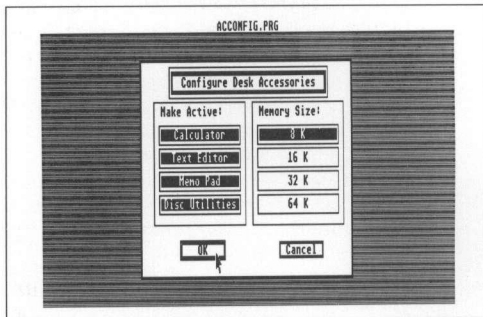 ACCONFIG.PRG
Configure Desk Accessories
Make Active:
Calculator
Text Editor
Memo Pad
Disc Utilities
Memory Size:
8 K
16 K
32 K
64 K
OK
Cancel